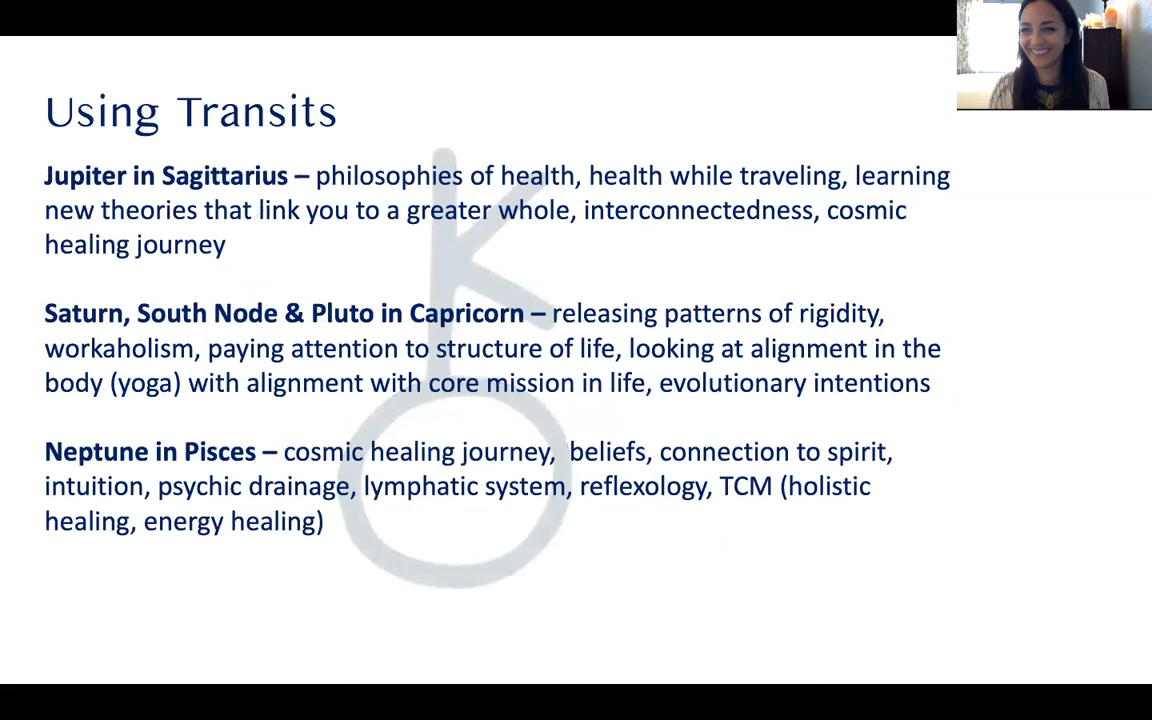 Using Transits
Jupiter in Sagittarius – philosophies of health, health while traveling, learning
new theories that link you to a greater whole, interconnectedness, cosmic
healing journey
Saturn, South Node & Pluto in Capricorn – releasing patterns of rigidity,
workaholism, paying attention to structure of life, looking at alignment in the
body (yoga) with alignment with core mission in life, evolutionary intentions
Neptune in Pisces – cosmic healing journey,  beliefs, connection to spirit,
intuition, psychic drainage, lymphatic system, reflexology, TCM (holistic
healing, energy healing)